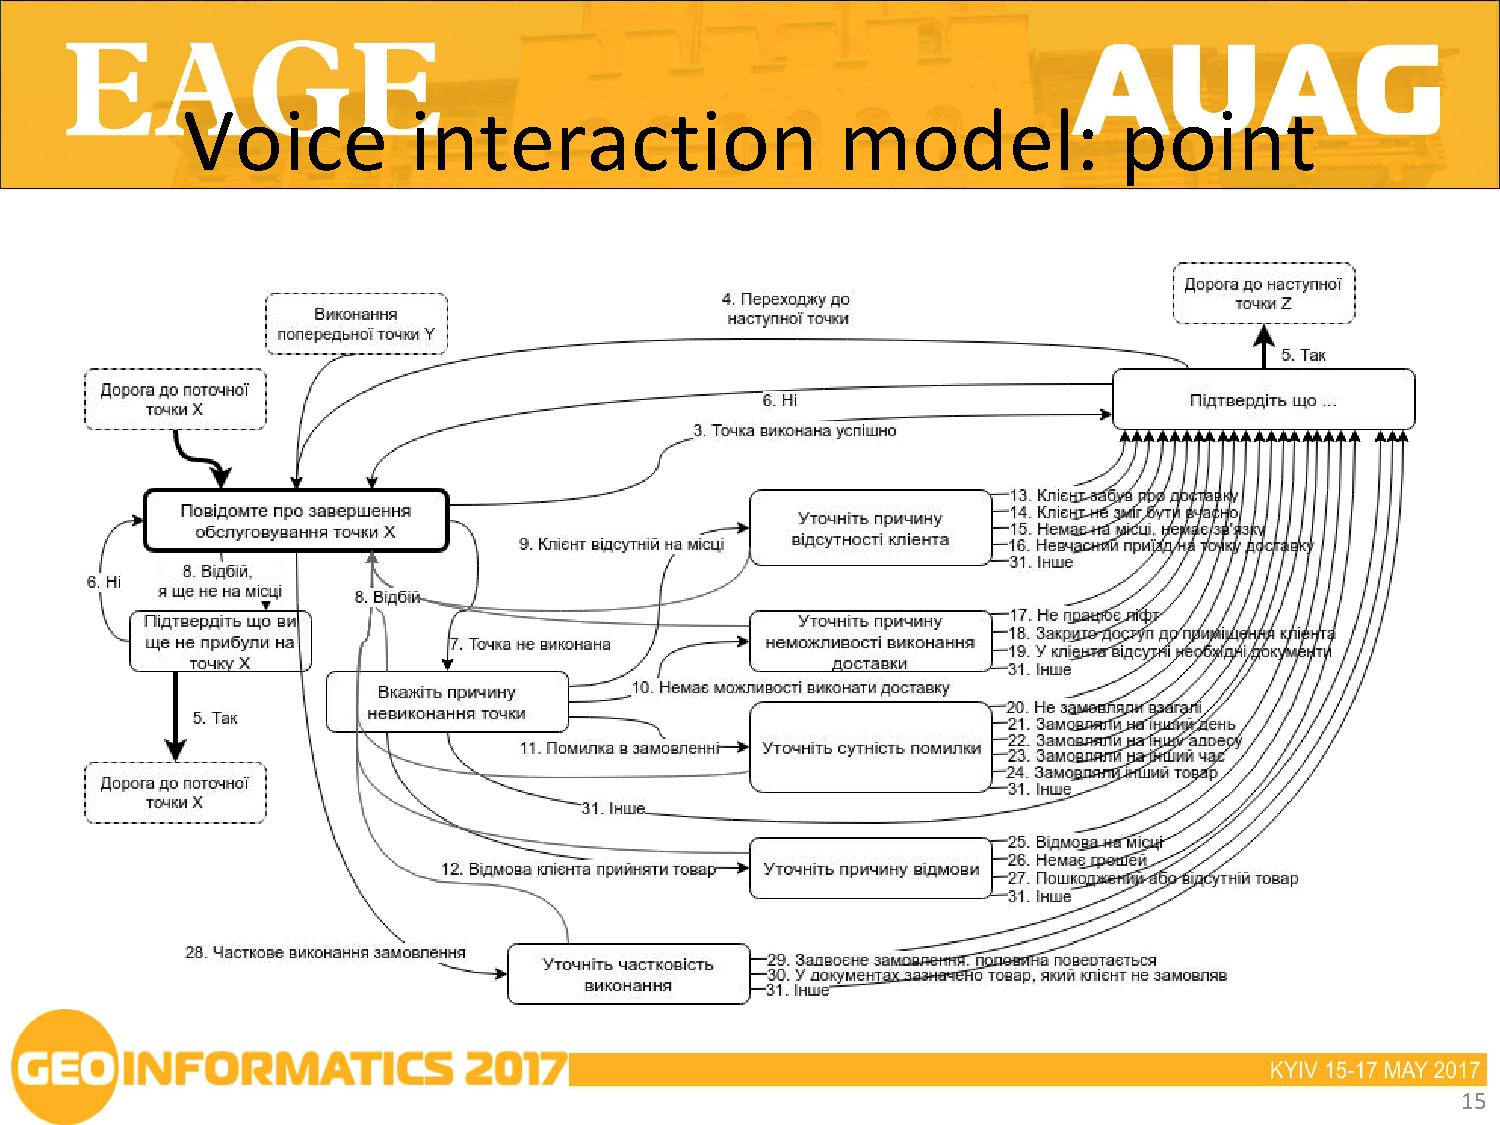 EAGE
AUAG
Voice interaction model: point
Дорога до наступної
точки Z
4. Переходжу до
наступної точки
Виконання
попередьної точки Y
5. Так
Дорога до поточної
точки X
6. Ні
Підтвердіть що ...
3. Точка виконана успішно
Повідомте про завершення
обслуговування точки X
9. Клієнт відсутній на місці
Уточніть причину
відсутності клієнта
13. Клієнт забув про доставку
14. Клієнт не зміг бути вчасно
15. Немає на місці, немає зв'язку
16. Невчасний приїзд на точку доставку
31. Інше
6. Ні
8. Відбій,
я ще не на місці
8. Відбій
Підтвердіть що ви
ще не прибули на
точку X
7. Точка не виконана
Уточніть причину
неможливості виконання
доставки
17. Не працює ліфт
18. Закрито доступ до приміщення клієнта
19. У клієнта відсутні необхідні документи
31. Інше
Вкажіть причину
невиконання точки
10. Немає можливості виконати доставку
5. Так
11. Помилка в замовленні
Уточніть сутність помилки
20. Не замовляли взагалі
21. Замовляли на інший день
22. Замовляли на іншу адресу
23. Замовляли на інший час
24. Замовляли інший товар
31. Інше
Дорога до поточної
точки X
31. Інше
12. Відмова клієнта прийняти товар
Уточніть причину відмови
25. Відмова на місці
26. Немає грошей
27. Пошкоджений або відсутній товар
31. Інше
28. Часткове виконання замовлення
Уточніть частковість
виконання
29. Задвоєне замовлення, половина повертається
30. У документах зазначено товар, який клієнт не замовляв
31. Інше
GEOINFORMATICS 2017
KYIV 15-17 MAY 2017
15